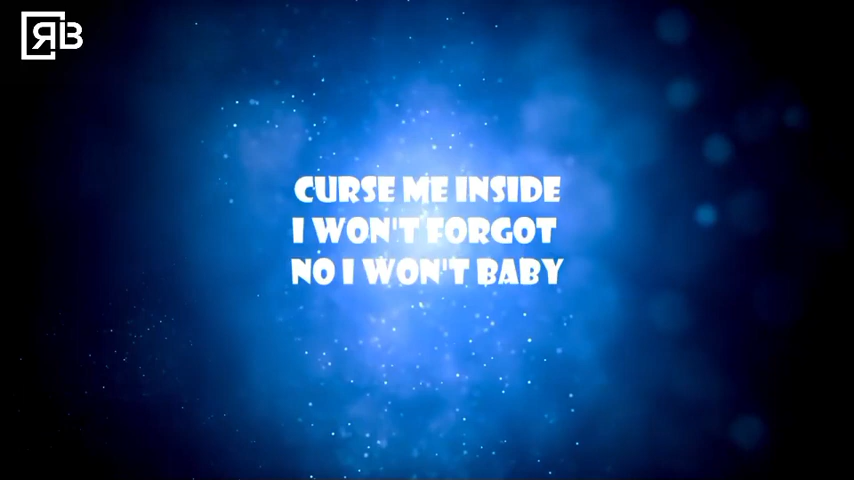 ЯB
CURSE ME INSIDE
I WON'T FORGOT
NO I WON'T BABY